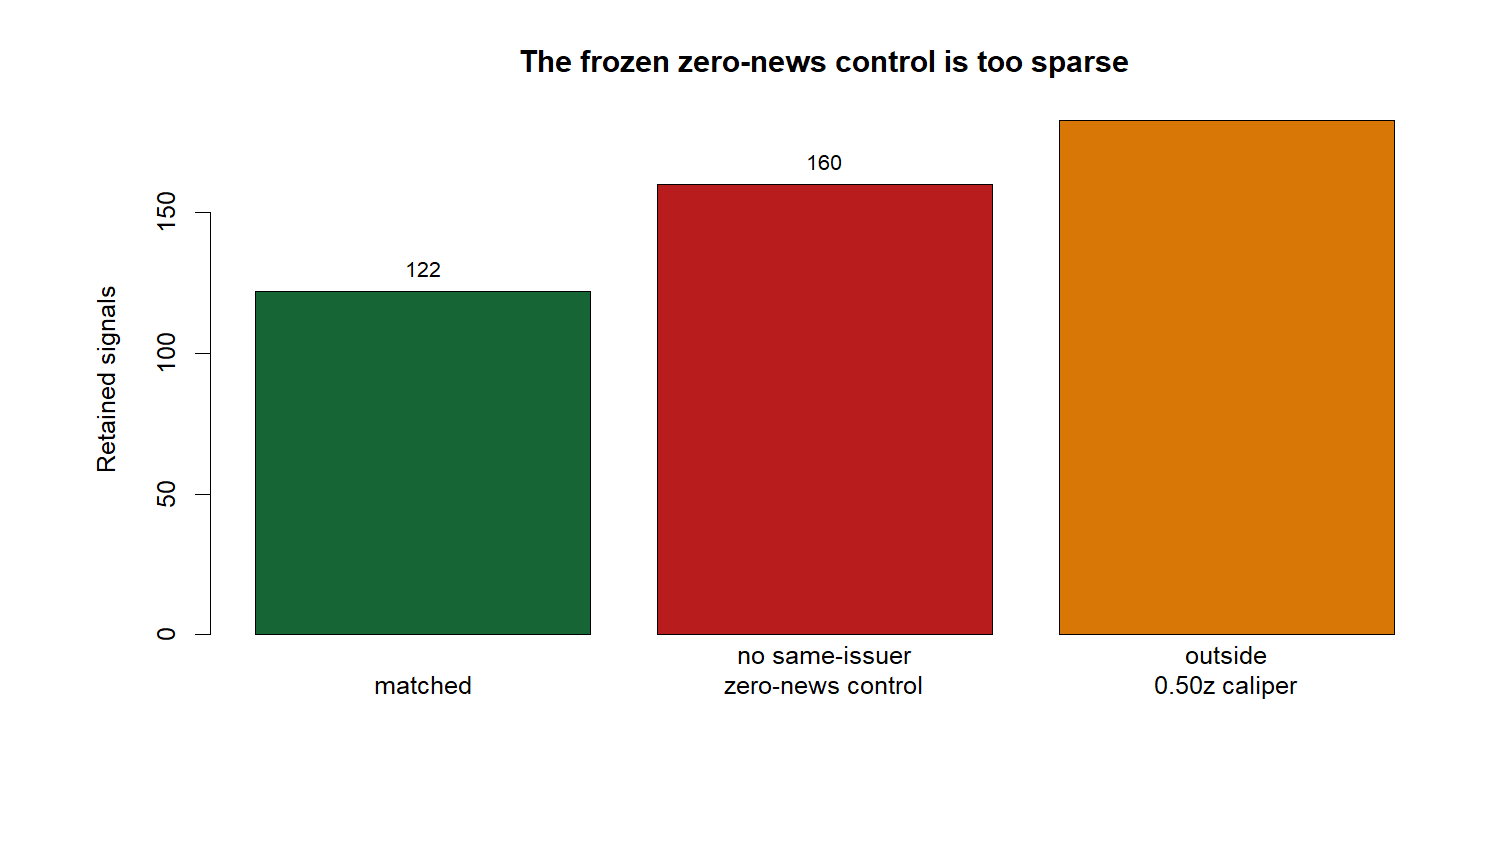 The frozen zero-news control is too sparse
160
122
150
100
50
0
Retained signals
matched
no same-issuer
zero-news control
outside
0.50z caliper